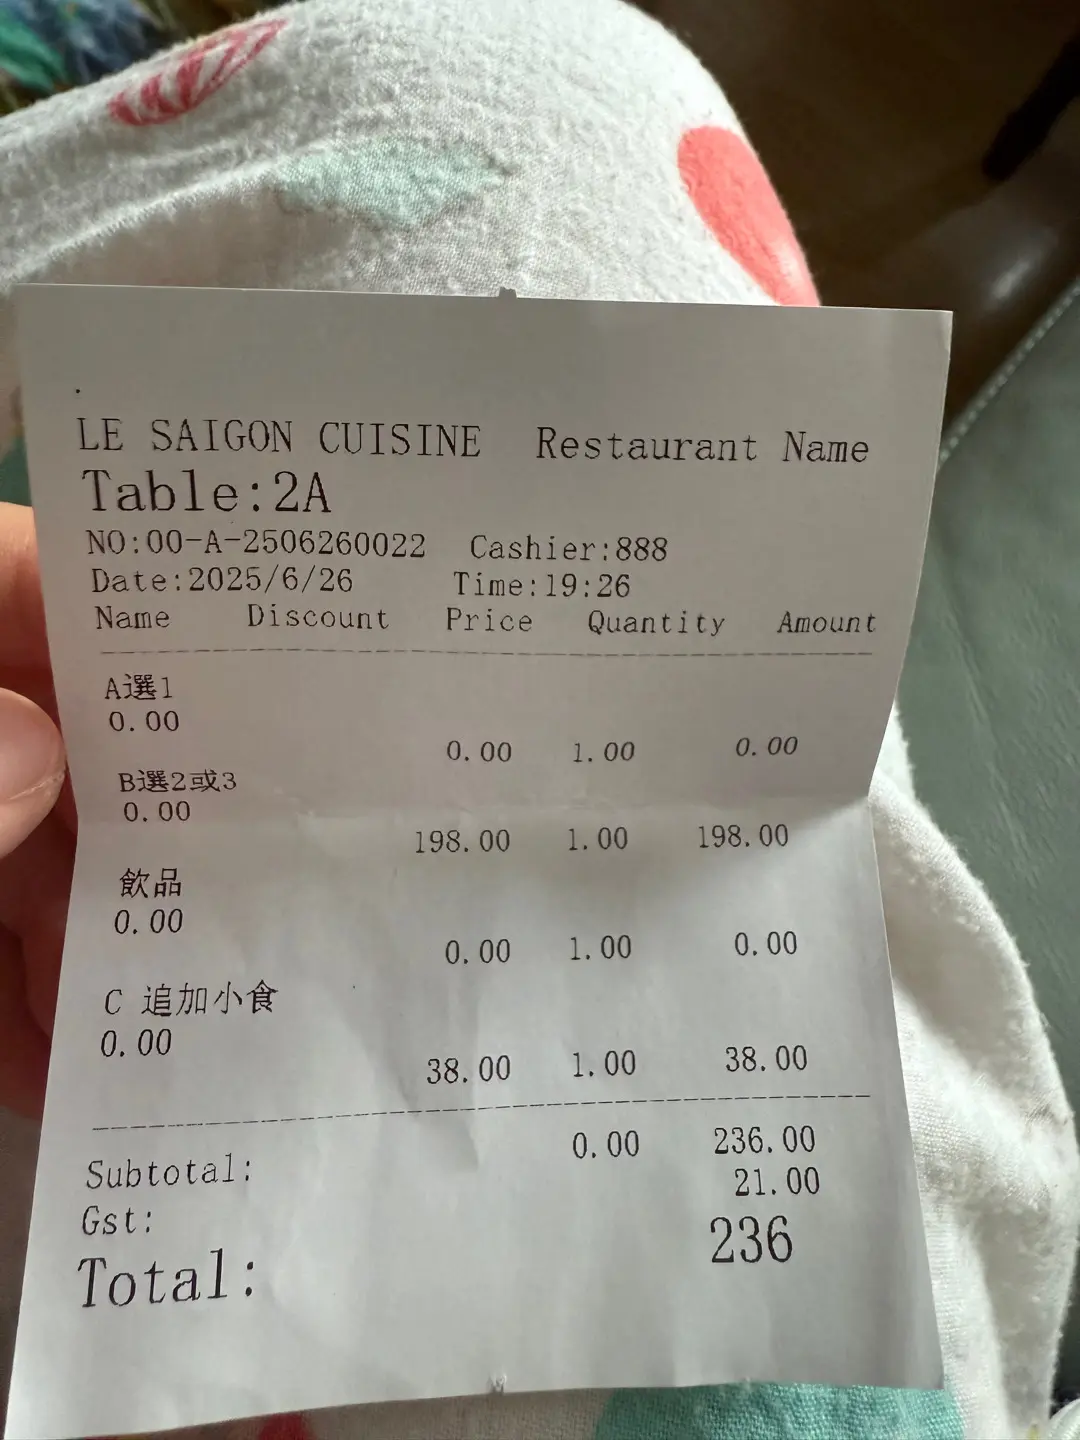 LE SAIGON CUISINE Restaurant Name
Table:2A
NO:00-A-2506260022 Cashier:888
Date:2025/6/26 Time:19:26
Name Discount Price Quantity Amount
A選1
0.00
0.00 1.00 0.00
B選2或3
0.00
198.00 1.00 198.00
飲品
0.00
0.00 1.00 0.00
C 追加小食
0.00
38.00 1.00 38.00
Subtotal: 0.00 236.00
Gst: 21.00
Total: 236